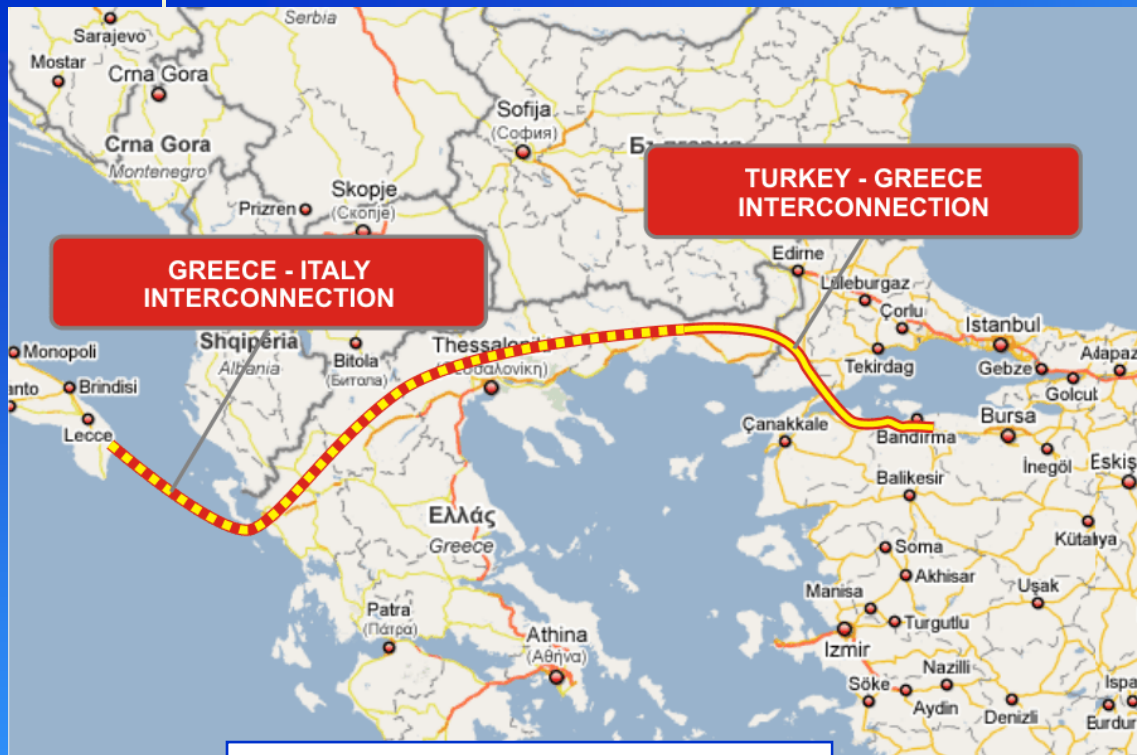 Serbia
Sarajevo
Mostar
Crna Gora
Sofija
(София)
Crna Gora
Montenegro
Skopje
(Скопје)
Prizren
TURKEY - GREECE
INTERCONNECTION
GREECE - ITALY
INTERCONNECTION
Edirne
Lüleburgaz
Çorlu
Istanbul
Shqipëria
Albania
Bitola
(Битола)
Monopoli
Tekirdag
Gebze
Brindisi
Golcuk
Lecce
Çanakkale
Bandirma
Bursa
İnegöl
Balikesir
Ελλάς
Greece
Kütahya
Soma
Akhisar
Uşak
Manisa
Turgutlu
Patra
(Πάτρα)
Athina
(Αθήνα)
Izmir
Nazilli
Söke
Aydin
Denizli